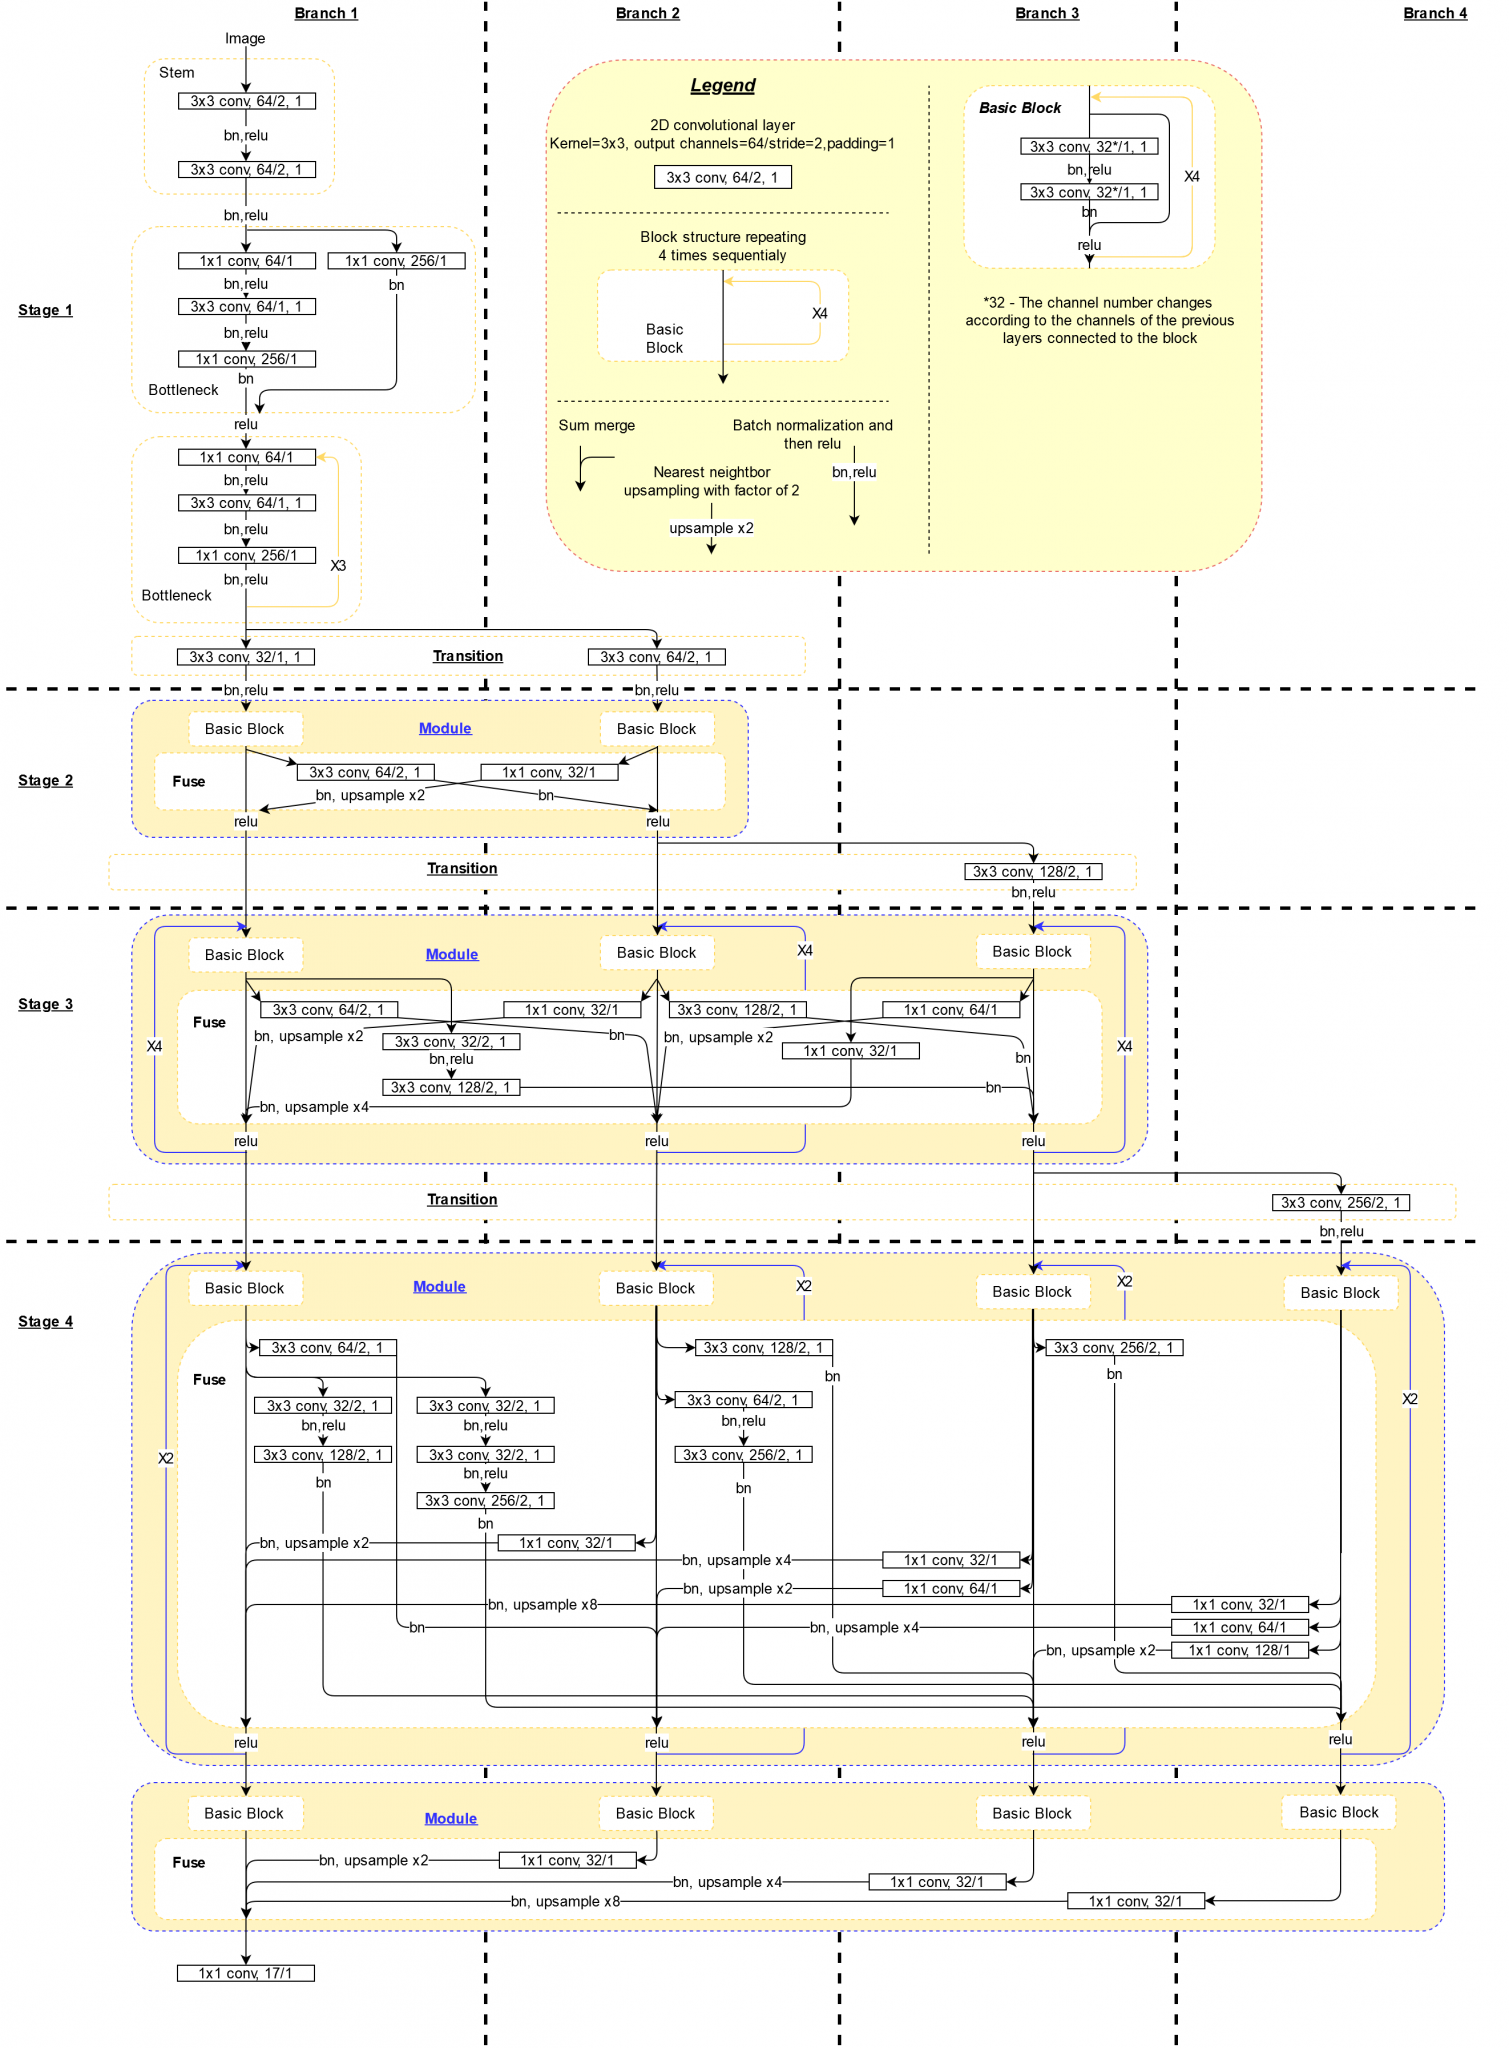 Branch 1
Branch 2
Branch 3
Branch 4
Image
Stem
3x3 conv, 64/2, 1
bn,relu
3x3 conv, 64/2, 1
bn,relu
1x1 conv, 64/1
1x1 conv, 256/1
bn,relu
bn
3x3 conv, 64/1, 1
Stage 1
bn,relu
1x1 conv, 256/1
bn
Bottleneck
relu
1x1 conv, 64/1
bn,relu
3x3 conv, 64/1, 1
bn,relu
1x1 conv, 256/1
X3
bn,relu
Bottleneck
Legend
2D convolutional layer
Kernel=3x3, output channels=64/stride=2,padding=1
3x3 conv, 64/2, 1
Block structure repeating
4 times sequentialy
X4
Basic
Block
Sum merge
Batch normalization and
then relu
bn,relu
Nearest neightbor
upsampling with factor of 2
upsample x2
Basic Block
3x3 conv, 32*/1, 1
bn,relu
X4
3x3 conv, 32*/1, 1
bn
relu
*32 - The channel number changes
according to the channels of the previous
layers connected to the block
3x3 conv, 32/1, 1
Transition
3x3 conv, 64/2, 1
bn,relu
bn,relu
Basic Block
Module
Basic Block
Stage 2
Fuse
3x3 conv, 64/2, 1
1x1 conv, 32/1
bn, upsample x2
bn
relu
relu
Transition
3x3 conv, 128/2, 1
bn,relu
Basic Block
Module
Basic Block
X4
Basic Block
Stage 3
Fuse
3x3 conv, 64/2, 1
1x1 conv, 32/1
3x3 conv, 128/2, 1
1x1 conv, 64/1
bn, upsample x2
3x3 conv, 32/2, 1
bn
bn, upsample x2
X4
X4
1x1 conv, 32/1
bn,relu
bn
3x3 conv, 128/2, 1
bn
bn, upsample x4
relu
relu
relu
Transition
3x3 conv, 256/2, 1
bn,relu
Basic Block
Module
Basic Block
X2
Basic Block
X2
Basic Block
Stage 4
3x3 conv, 64/2, 1
3x3 conv, 128/2, 1
3x3 conv, 256/2, 1
Fuse
bn
bn
3x3 conv, 32/2, 1
3x3 conv, 32/2, 1
3x3 conv, 64/2, 1
X2
bn,relu
bn,relu
bn,relu
X2
3x3 conv, 128/2, 1
3x3 conv, 32/2, 1
3x3 conv, 256/2, 1
bn
bn,relu
bn
3x3 conv, 256/2, 1
bn
bn, upsample x2
1x1 conv, 32/1
bn, upsample x4
1x1 conv, 32/1
bn, upsample x2
1x1 conv, 64/1
bn, upsample x8
1x1 conv, 32/1
bn
bn, upsample x4
1x1 conv, 64/1
bn, upsample x2
1x1 conv, 128/1
relu
relu
relu
relu
Basic Block
Module
Basic Block
Basic Block
Basic Block
Fuse
bn, upsample x2
1x1 conv, 32/1
bn, upsample x4
1x1 conv, 32/1
bn, upsample x8
1x1 conv, 32/1
1x1 conv, 17/1